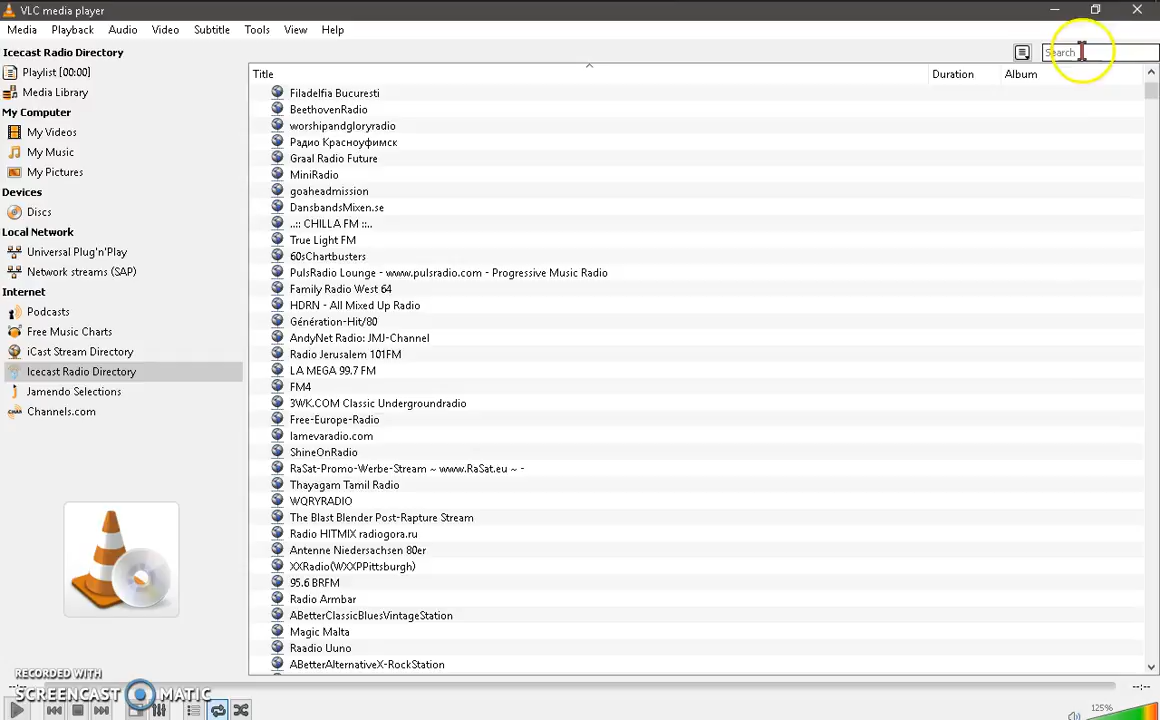 VLC media player
Media Playback Audio Video Subtitle Tools View Help
Icecast Radio Directory
Search
Playlist [00:00]
Media Library
My Computer
My Videos
My Music
My Pictures
Devices
Discs
Local Network
Universal Plug'n'Play
Network streams (SAP)
Internet
Podcasts
Free Music Charts
iCast Stream Directory
Icecast Radio Directory
Jamendo Selections
Channels.com
Title Duration Album
Filadelfia Bucuresti
BeethovenRadio
worshipandgloryradio
Радио Красноуфимск
Graal Radio Future
MiniRadio
goaheadmission
DansbandsMixen.se
..:: CHILLA FM ::..
True Light FM
60sChartbusters
PulsRadio Lounge - www.pulsradio.com - Progressive Music Radio
Family Radio West 64
HDRN - All Mixed Up Radio
Génération-Hit/80
AndyNet Radio: JMJ-Channel
Radio Jerusalem 101FM
LA MEGA 99.7 FM
FM4
3WK.COM Classic Undergroundradio
Free-Europe-Radio
lamevaradio.com
ShineOnRadio
RaSat-Promo-Werbe-Stream ~ www.RaSat.eu ~ -
Thayagam Tamil Radio
WQRYRADIO
The Blast Blender Post-Rapture Stream
Radio HITMIX radiogora.ru
Antenne Niedersachsen 80er
XXRadio(WXXPPittsburgh)
95.6 BRFM
Radio Armbar
ABetterClassicBluesVintageStation
Magic Malta
Raadio Uuno
ABetterAlternativeX-RockStation
RECORDED WITH
SCREENCAST MATIC
--:-- --:--
125%